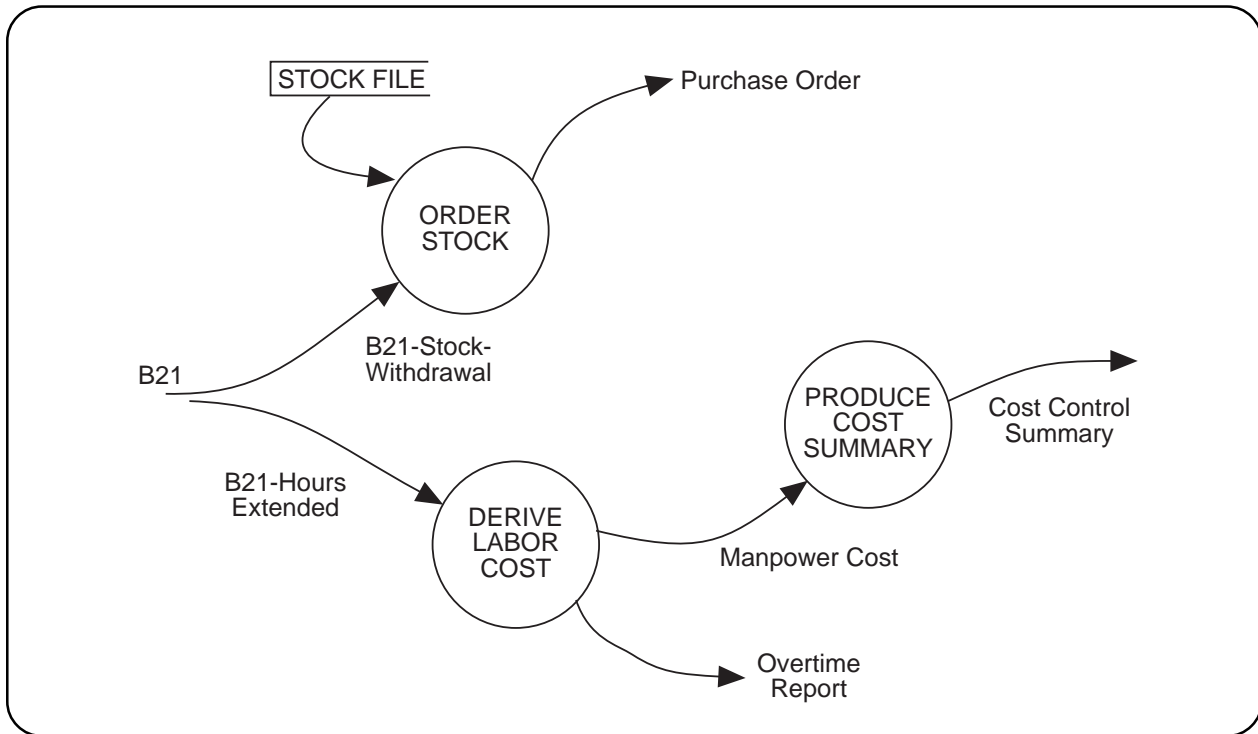 STOCK FILE
Purchase Order
ORDER
STOCK
B21-Stock-
Withdrawal
B21
PRODUCE
COST
SUMMARY
Cost Control
Summary
B21-Hours
Extended
DERIVE
LABOR
COST
Manpower Cost
Overtime
Report